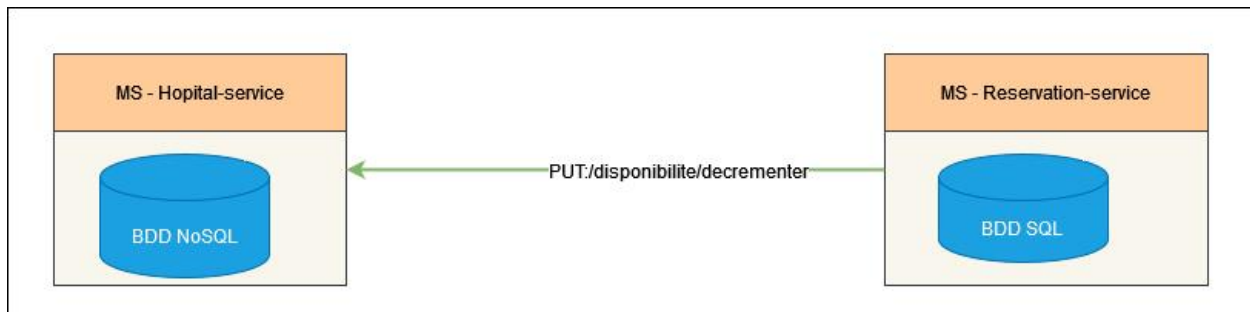 MS - Hopital-service
MS - Reservation-service
PUT:/disponibilite/decrementer
BDD NoSQL
BDD SQL